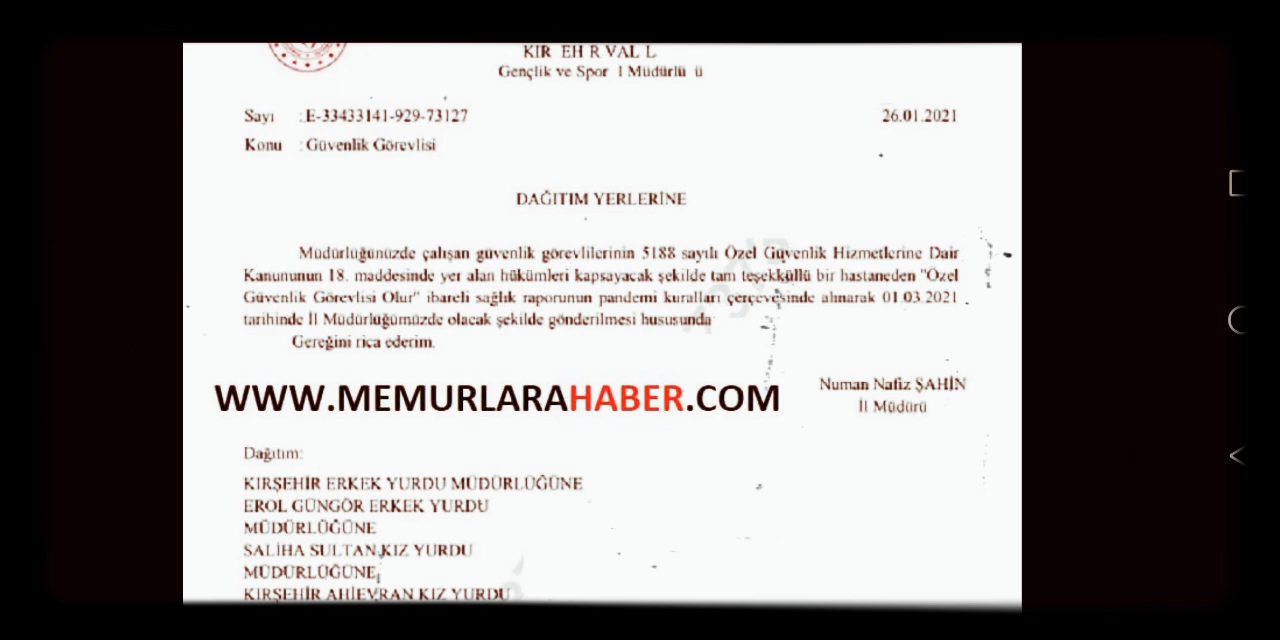 KIR EH R VAL L
Gençlik ve Spor l Müdürlü ü
Sayı : E-33433141-929-73127
26.01.2021
Konu : Güvenlik Görevlisi
DAĞITIM YERLERİNE
Müdürlüğünüzde çalışan güvenlik görevlilerinin 5188 sayılı Özel Güvenlik Hizmetlerine Dair
Kanununun 18. maddesinde yer alan hükümleri kapsayacak şekilde tam teşekküllü bir hastaneden "Özel
Güvenlik Görevlisi Olur" ibareli sağlık raporunun pandemi kuralları çerçevesinde alınarak 01.03.2021
tarihinde İl Müdürlüğümüzde olacak şekilde gönderilmesi hususunda
Gereğini rica ederim.
Numan Nafiz ŞAHİN
İl Müdürü
WWW.MEMURLARAHABER.COM
Dağıtım:
KIRŞEHİR ERKEK YURDU MÜDÜRLÜĞÜNE
EROL GÜNGÖR ERKEK YURDU
MÜDÜRLÜĞÜNE
SALİHA SULTAN KIZ YURDU
MÜDÜRLÜĞÜNE
KIRŞEHİR AHİEVRAN KIZ YURDU